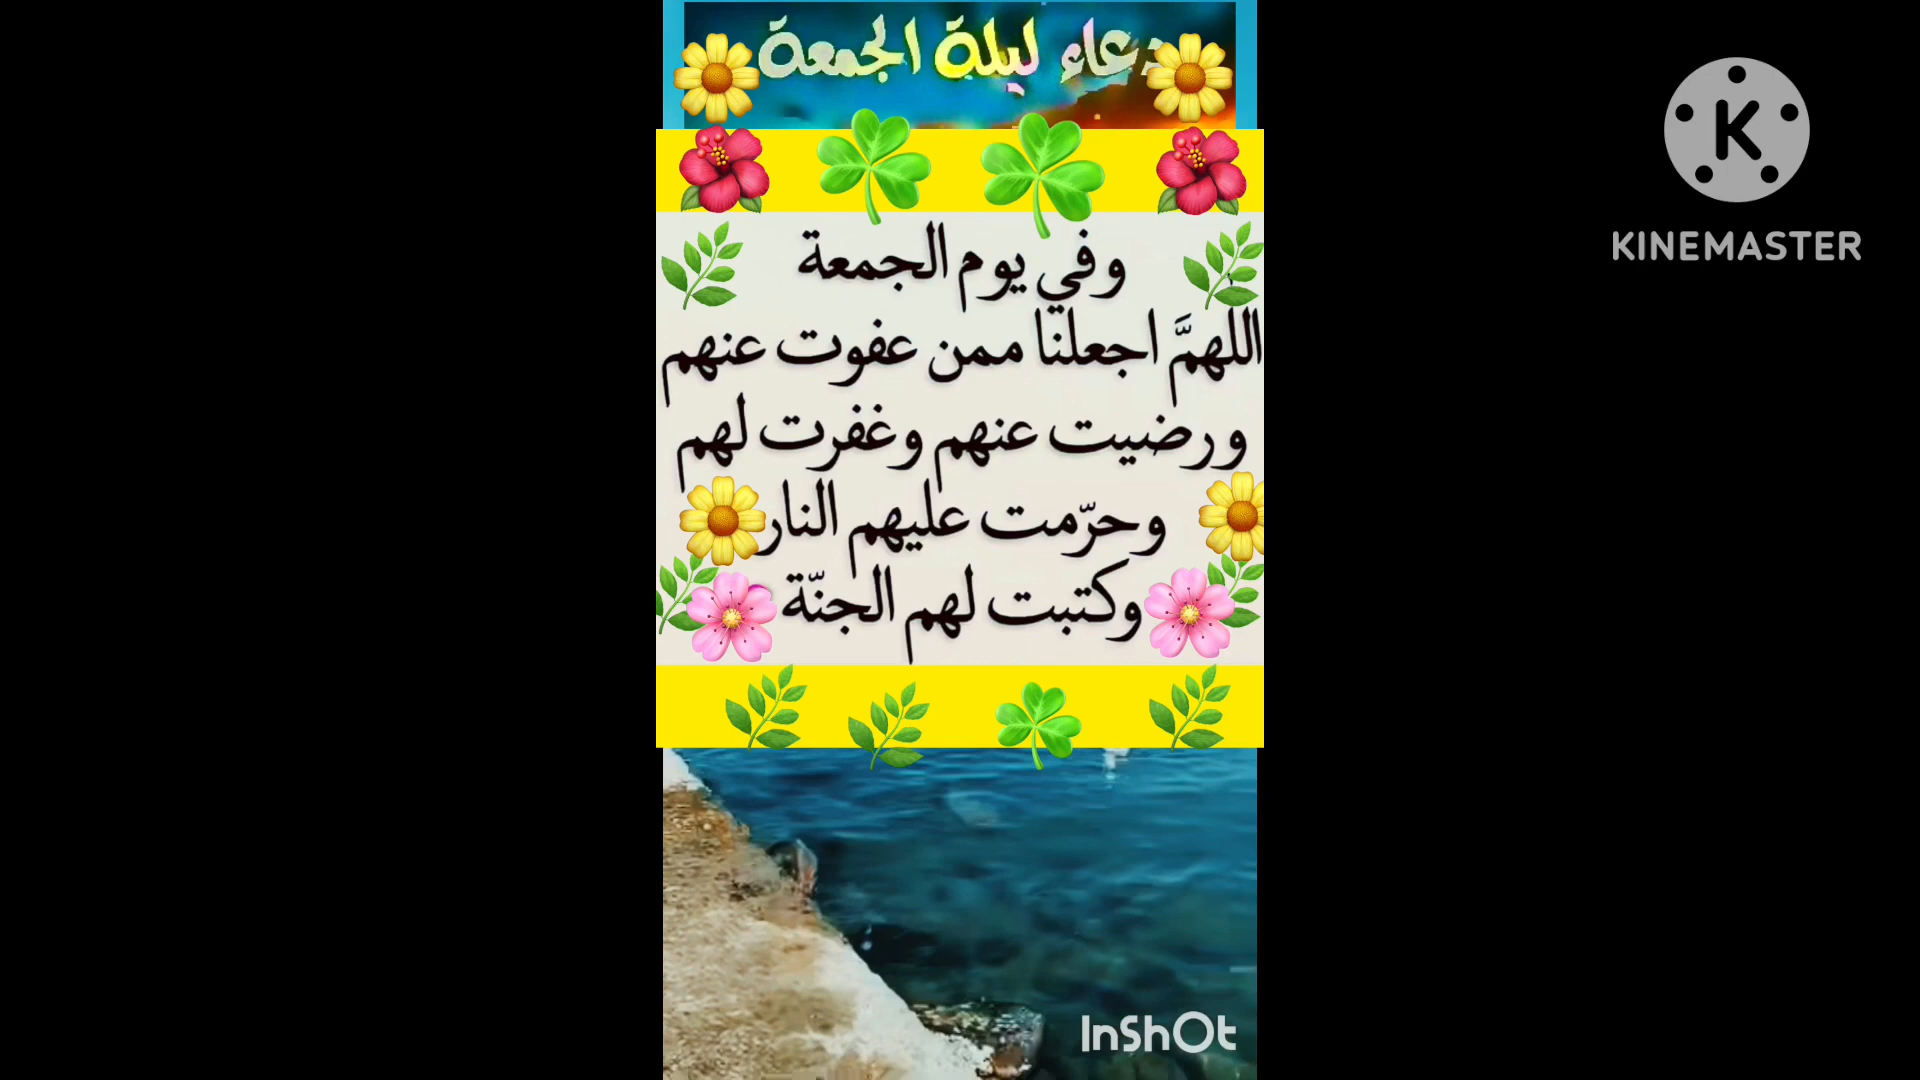 دعاء ليلة الجمعة
وفي يوم الجمعة
اللهمَّ اجعلنا ممن عفوت عنهم
ورضيت عنهم وغفرت لهم
وحرّمت عليهم النار
وكتبت لهم الجنّة
K
KINEMASTER
InShOt